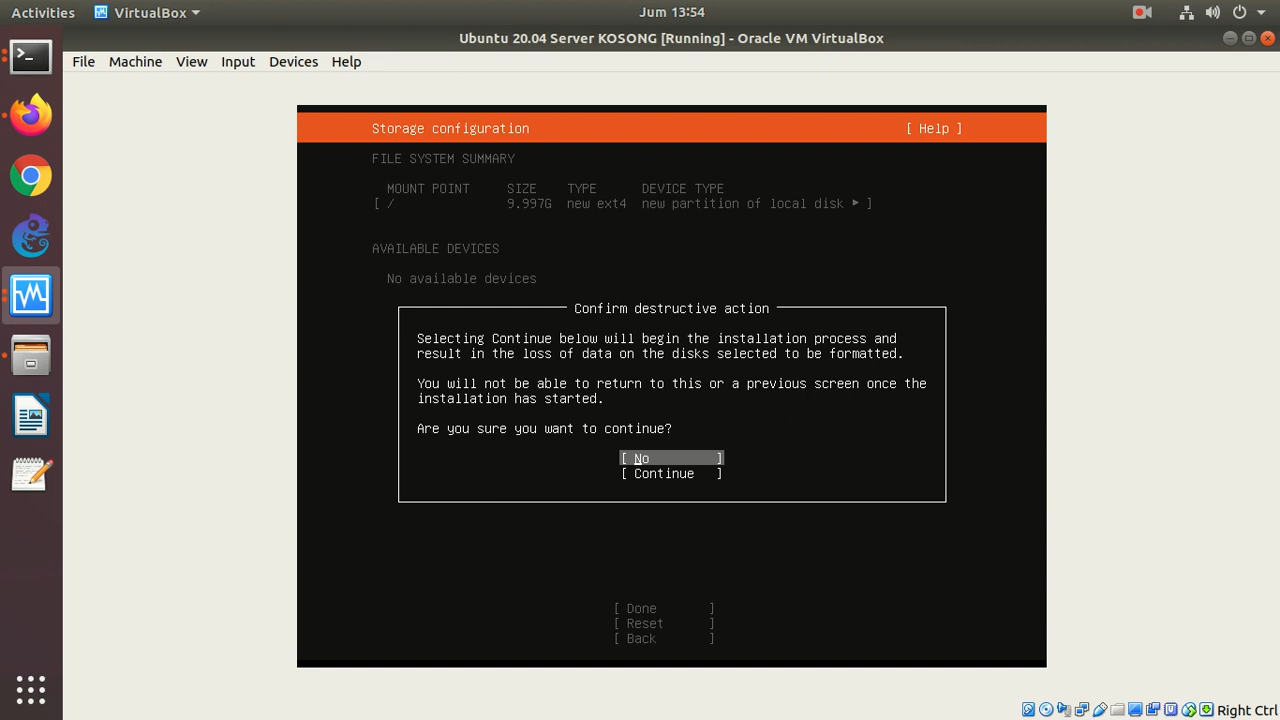 Activities VirtualBox Jum 13:54
Ubuntu 20.04 Server KOSONG [Running] - Oracle VM VirtualBox
File Machine View Input Devices Help
Storage configuration [ Help ]
FILE SYSTEM SUMMARY
MOUNT POINT SIZE TYPE DEVICE TYPE
[ / 9.997G new ext4 new partition of local disk ▸ ]
AVAILABLE DEVICES
No available devices
Confirm destructive action
Selecting Continue below will begin the installation process and
result in the loss of data on the disks selected to be formatted.
You will not be able to return to this or a previous screen once the
installation has started.
Are you sure you want to continue?
[ No ]
[ Continue ]
[ Done ]
[ Reset ]
[ Back ]
Right Ctrl